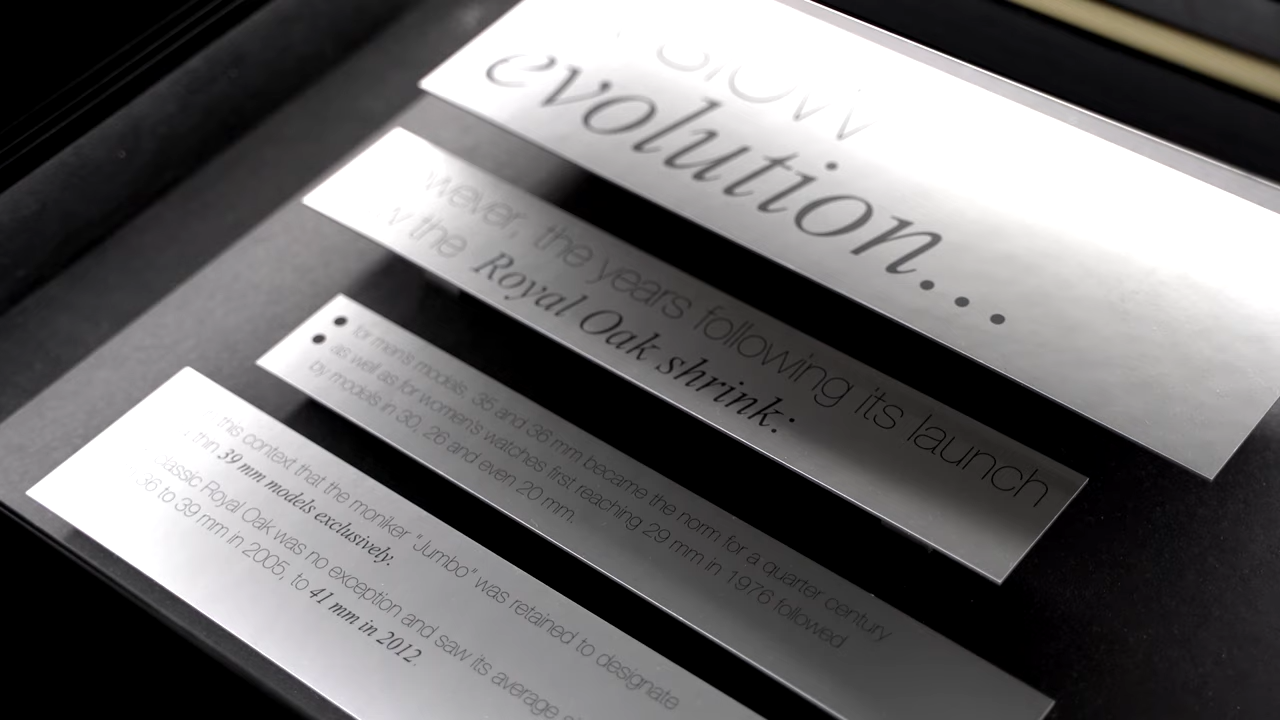 evolution...
wever, the years following its launch
y the Royal Oak shrink:
for men's models, 35 and 36 mm became the norm for a quarter century
as well as for women's watches first reaching 29 mm in 1976 followed
by models in 30, 26 and even 20 mm.
this context that the moniker "Jumbo" was retained to designate
thin 39 mm models exclusively.
classic Royal Oak was no exception and saw its average
36 to 39 mm in 2005, to 41 mm in 2012.